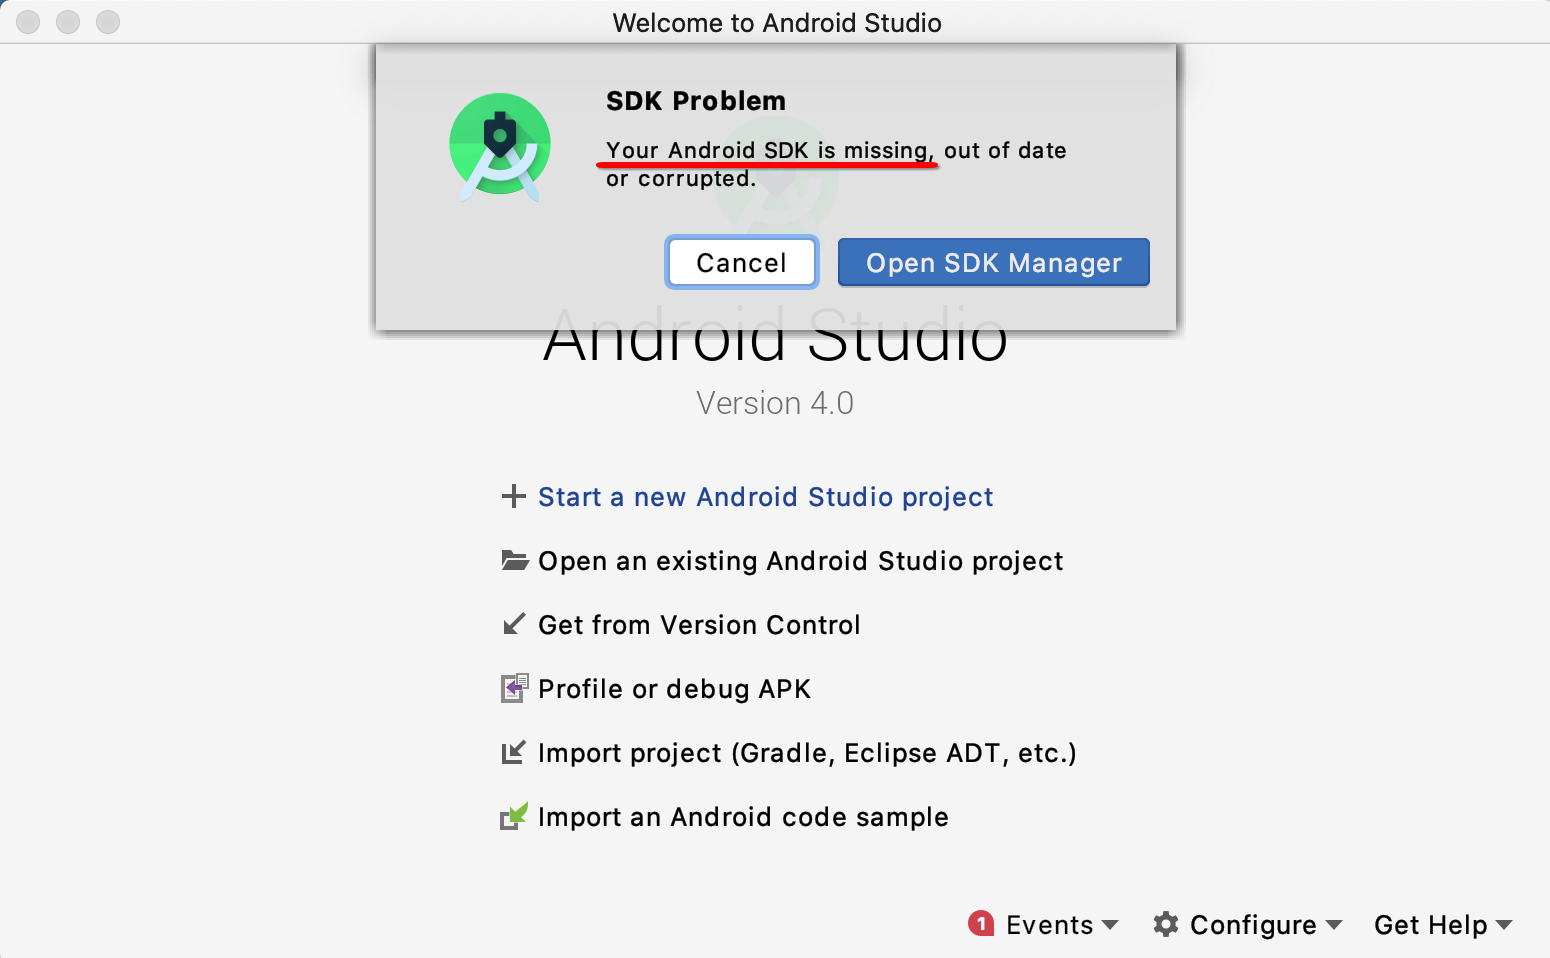 Welcome to Android Studio
SDK Problem
Your Android SDK is missing, out of date
or corrupted.
Cancel
Open SDK Manager
Android Studio
Version 4.0
Start a new Android Studio project
Open an existing Android Studio project
Get from Version Control
Profile or debug APK
Import project (Gradle, Eclipse ADT, etc.)
Import an Android code sample
1 Events Configure Get Help